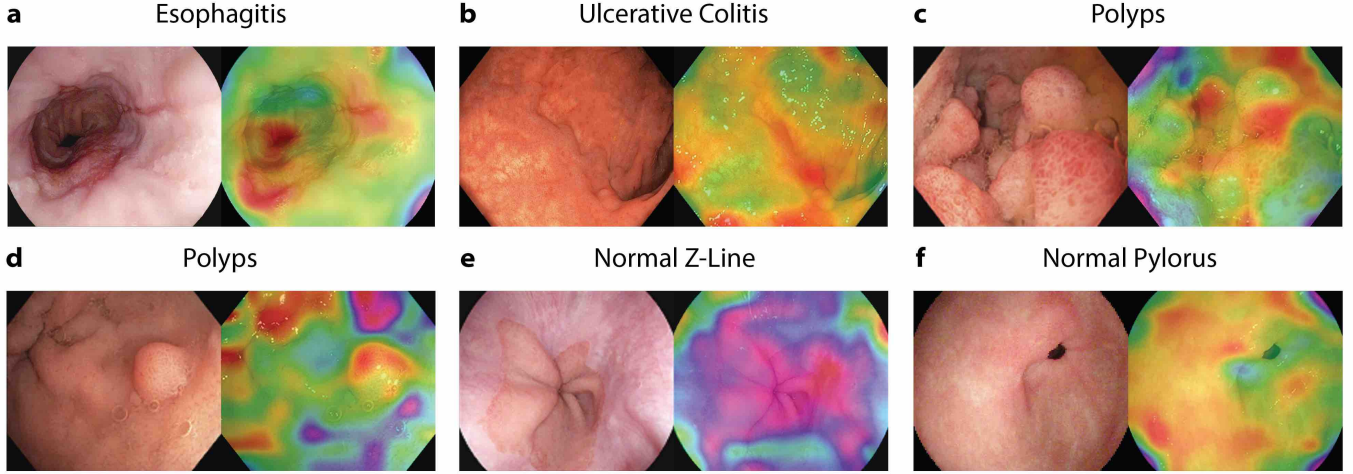 a Esophagitis
b Ulcerative Colitis
c Polyps
d Polyps
e Normal Z-Line
f Normal Pylorus